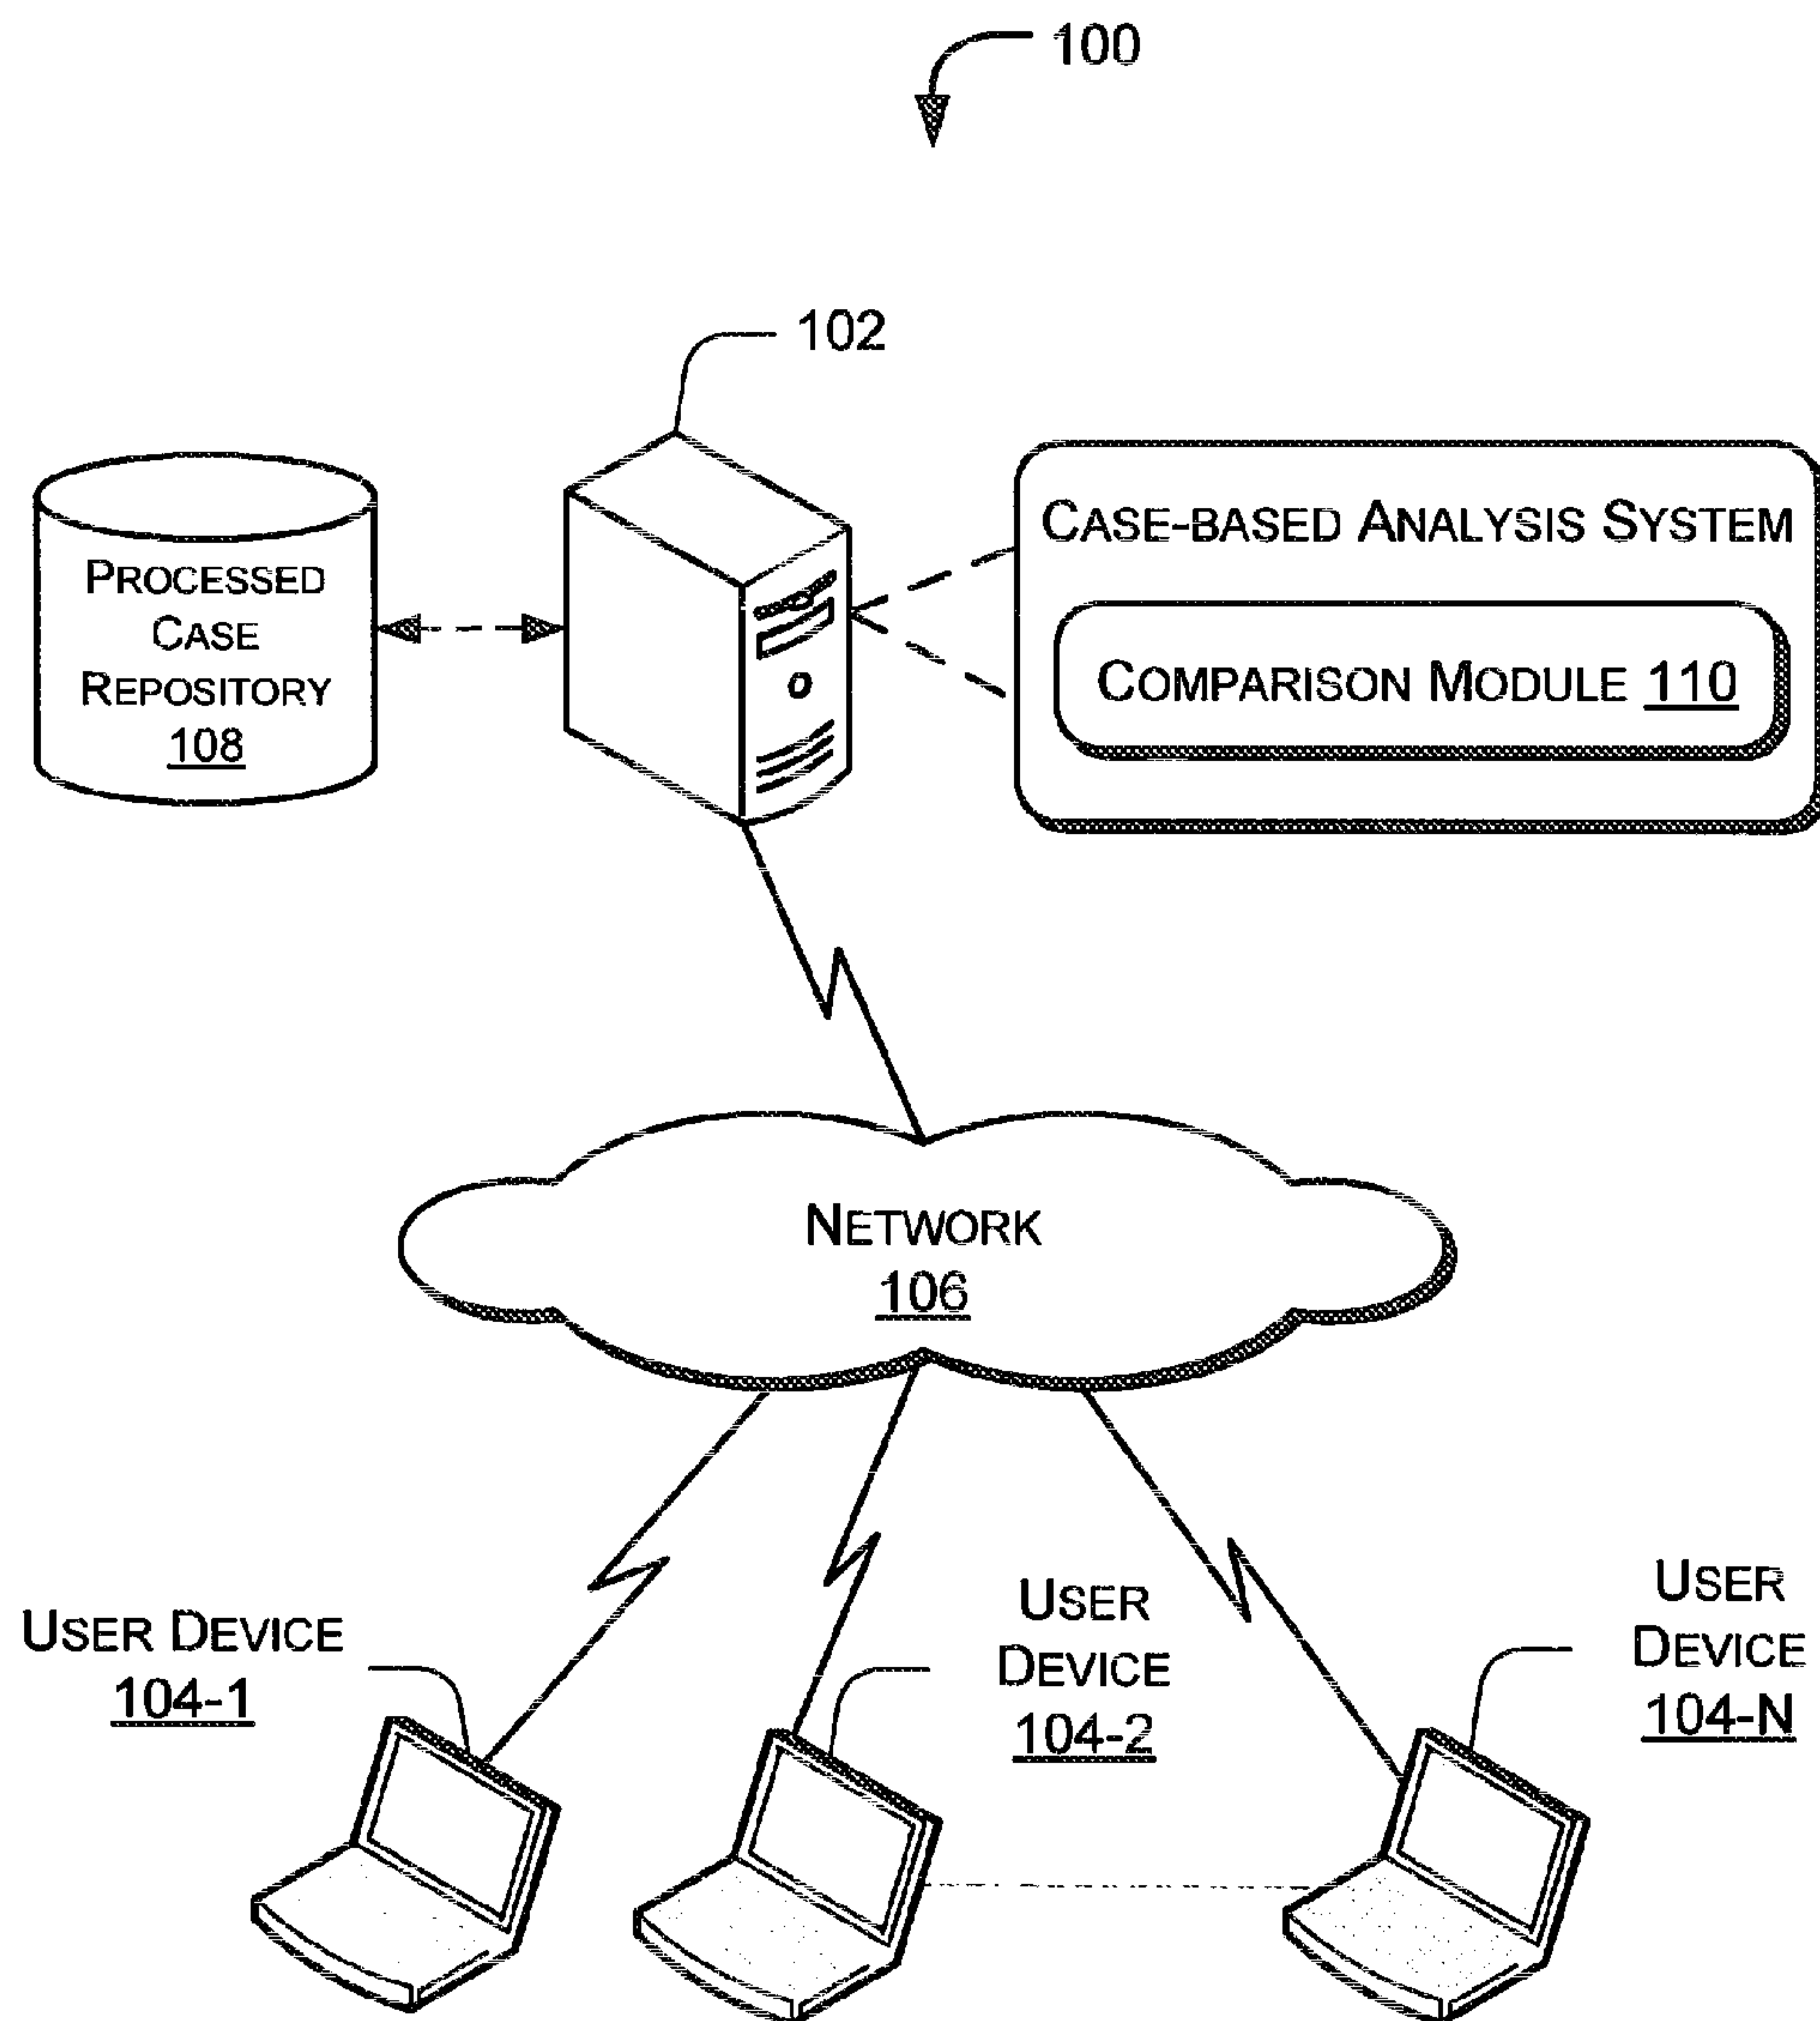 100
102
PROCESSED
CASE
REPOSITORY
108
CASE-BASED ANALYSIS SYSTEM
COMPARISON MODULE 110
NETWORK
106
USER DEVICE
104-1
USER
DEVICE
104-2
USER
DEVICE
104-N